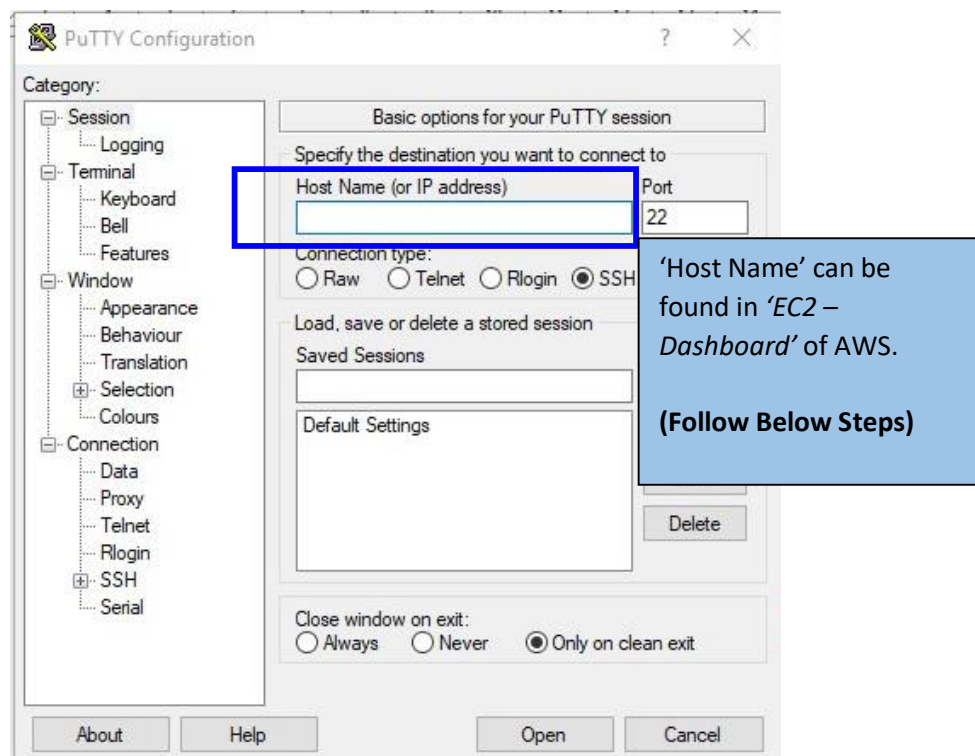 PuTTY Configuration
?
Category:
Session
Logging
Terminal
Keyboard
Bell
Features
Window
Appearance
Behaviour
Translation
Selection
Colours
Connection
Data
Proxy
Telnet
Rlogin
SSH
Serial
Basic options for your PuTTY session
Specify the destination you want to connect to
Host Name (or IP address)
Port
22
Connection type:
Raw
Telnet
Rlogin
SSH
Load, save or delete a stored session
Saved Sessions
Default Settings
Delete
Close window on exit:
Always
Never
Only on clean exit
About
Help
Open
Cancel
‘Host Name’ can be
found in ‘EC2 –
Dashboard’ of AWS.
(Follow Below Steps)